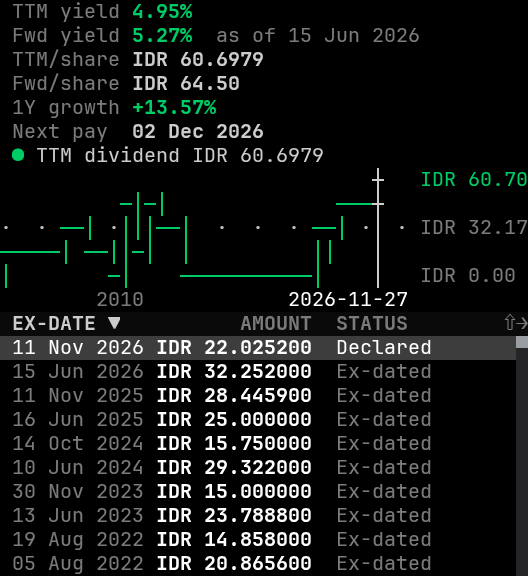 TTM yield 4.95%
Fwd yield 5.27% as of 15 Jun 2026
TTM/share IDR 60.6979
Fwd/share IDR 64.50
1Y growth +13.57%
Next pay 02 Dec 2026
● TTM dividend IDR 60.6979
IDR 60.70
IDR 32.17
IDR 0.00
2010 2026-11-27
EX-DATE ▼ AMOUNT STATUS ⇧→
11 Nov 2026 IDR 22.025200 Declared
15 Jun 2026 IDR 32.252000 Ex-dated
11 Nov 2025 IDR 28.445900 Ex-dated
16 Jun 2025 IDR 25.000000 Ex-dated
14 Oct 2024 IDR 15.750000 Ex-dated
10 Jun 2024 IDR 29.322000 Ex-dated
30 Nov 2023 IDR 15.000000 Ex-dated
13 Jun 2023 IDR 23.788800 Ex-dated
19 Aug 2022 IDR 14.858000 Ex-dated
05 Aug 2022 IDR 20.865600 Ex-dated